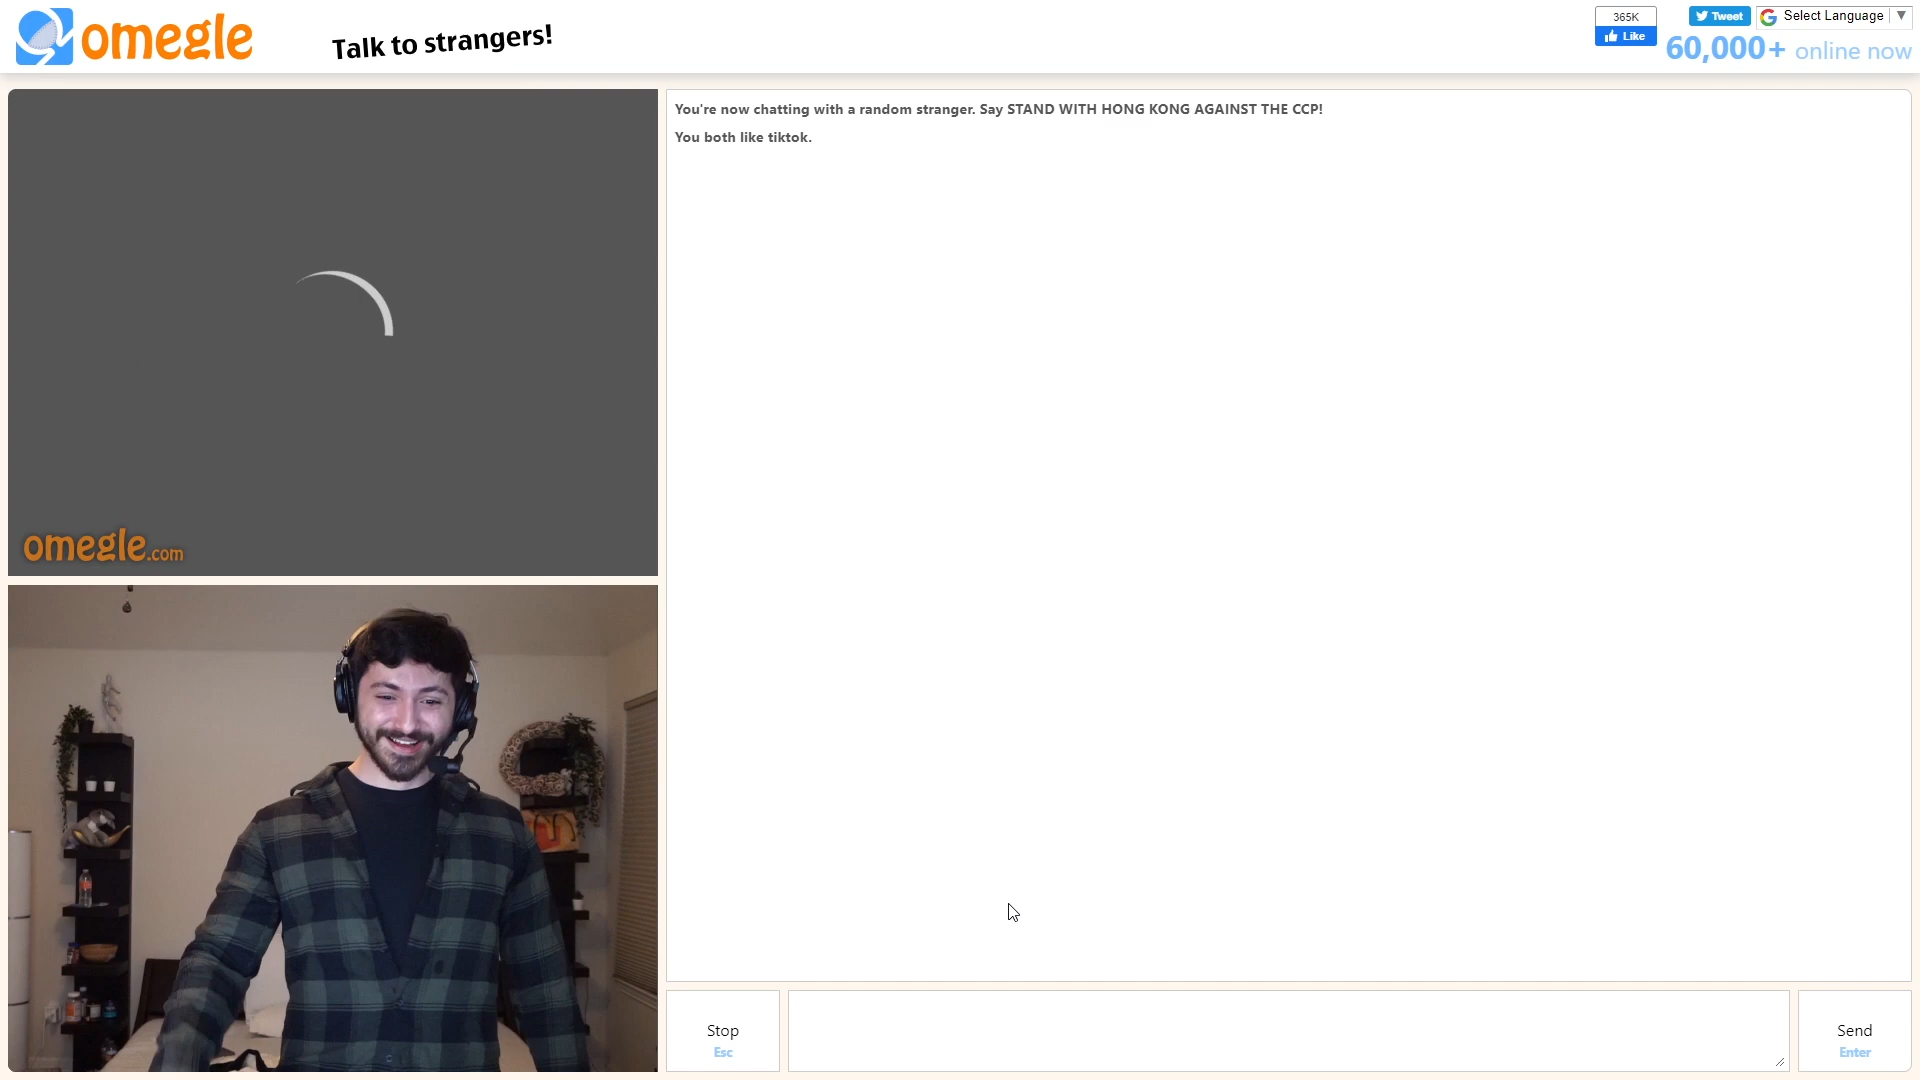 omegle
Talk to strangers!
365K
Like
Tweet
Select Language
60,000+ online now
You're now chatting with a random stranger. Say STAND WITH HONG KONG AGAINST THE CCP!
You both like tiktok.
omegle.com
Stop
Esc
Send
Enter